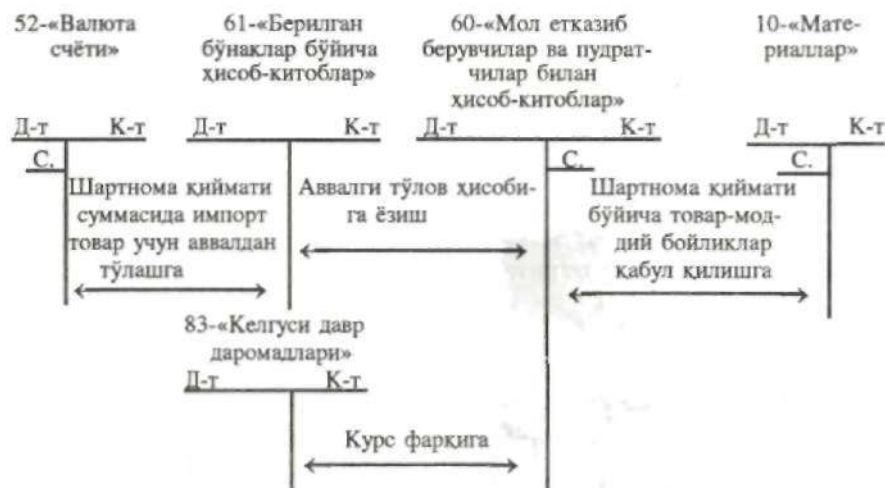 52-«Валюта счёти»
61-«Берилган бўнаклар бўйича ҳисоб-китоблар»
60-«Мол етказиб берувчилар ва пудрат-
чилар билан ҳисоб-китоблар»
10-«Мате-
риаллар»
Д-т К-т
Д-т К-т
Д-т К-т
Д-т К-т
С.
С.
С.
Шартнома қиймати
суммасида импорт
товар учун аввалдан
тўлашга
Аввалги тўлов ҳисоби-
га ёзиш
Шартнома қиймати
бўйича товар-мод-
дий бойликлар
қабул қилишга
83-«Келгуси давр
даромадлари»
Д-т К-т
Курс фарқига